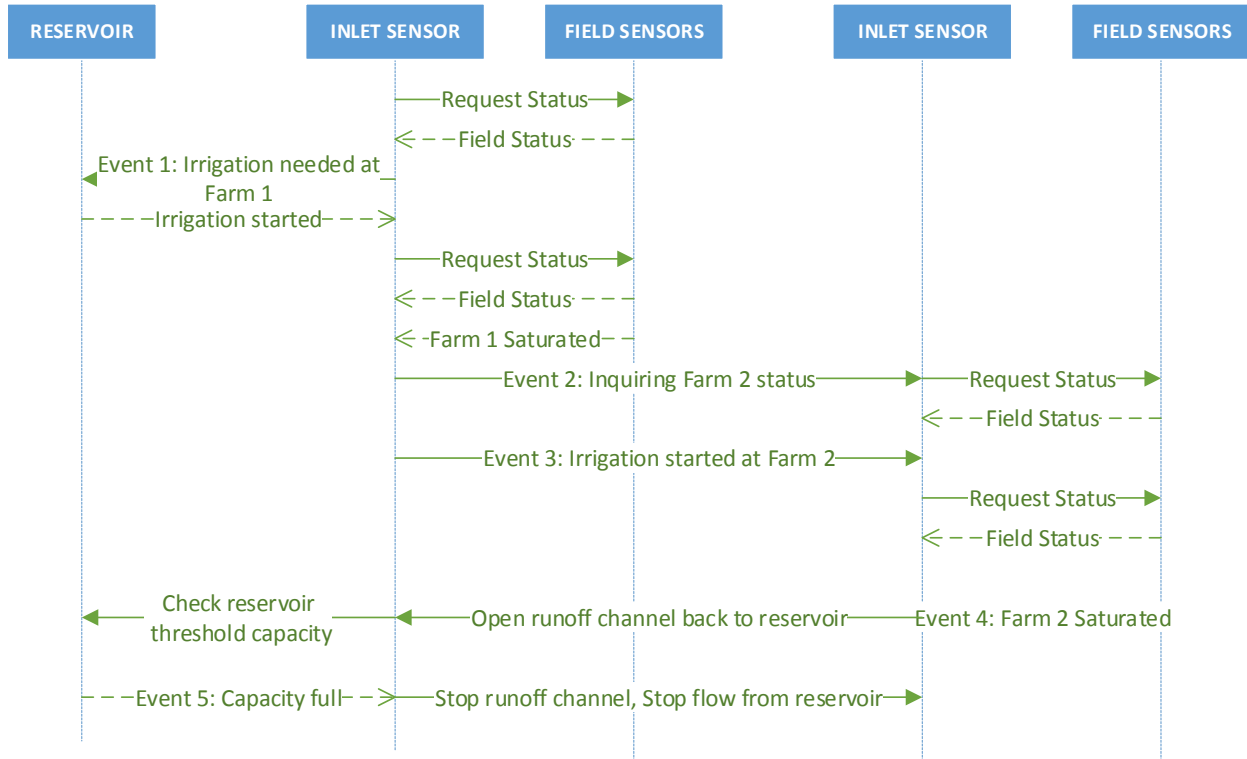 RESERVOIR
INLET SENSOR
FIELD SENSORS
INLET SENSOR
FIELD SENSORS
Request Status
Field Status
Event 1: Irrigation needed at
Farm 1
Irrigation started
Request Status
Field Status
Farm 1 Saturated
Event 2: Inquiring Farm 2 status
Request Status
Field Status
Event 3: Irrigation started at Farm 2
Request Status
Field Status
Check reservoir
threshold capacity
Open runoff channel back to reservoir
Event 4: Farm 2 Saturated
Event 5: Capacity full
Stop runoff channel, Stop flow from reservoir